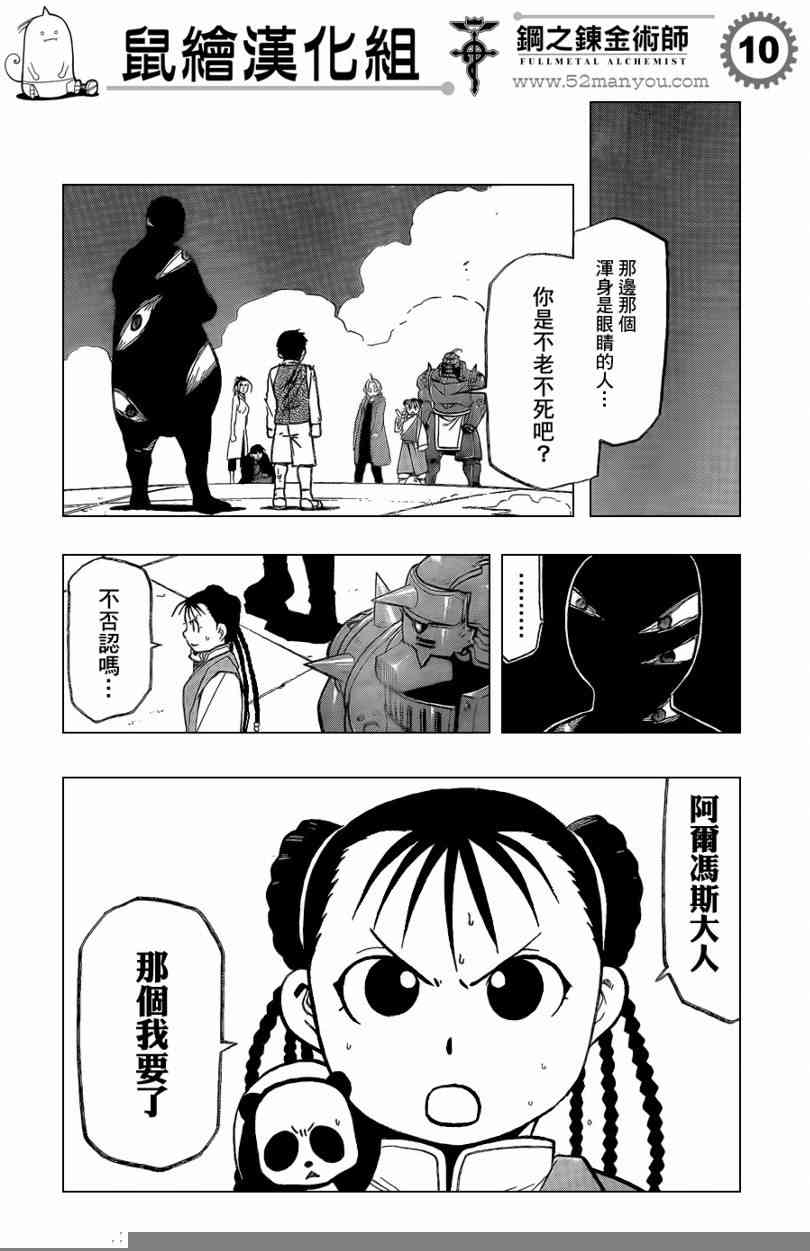 鼠繪漢化組
鋼之鍊金術師
FULLMETAL ALCHEMIST
www.52manyou.com
10
那邊那個
渾身是眼睛的人…
你是不老不死吧？
………
不否認嗎…
阿爾馮斯大人
那個我要了